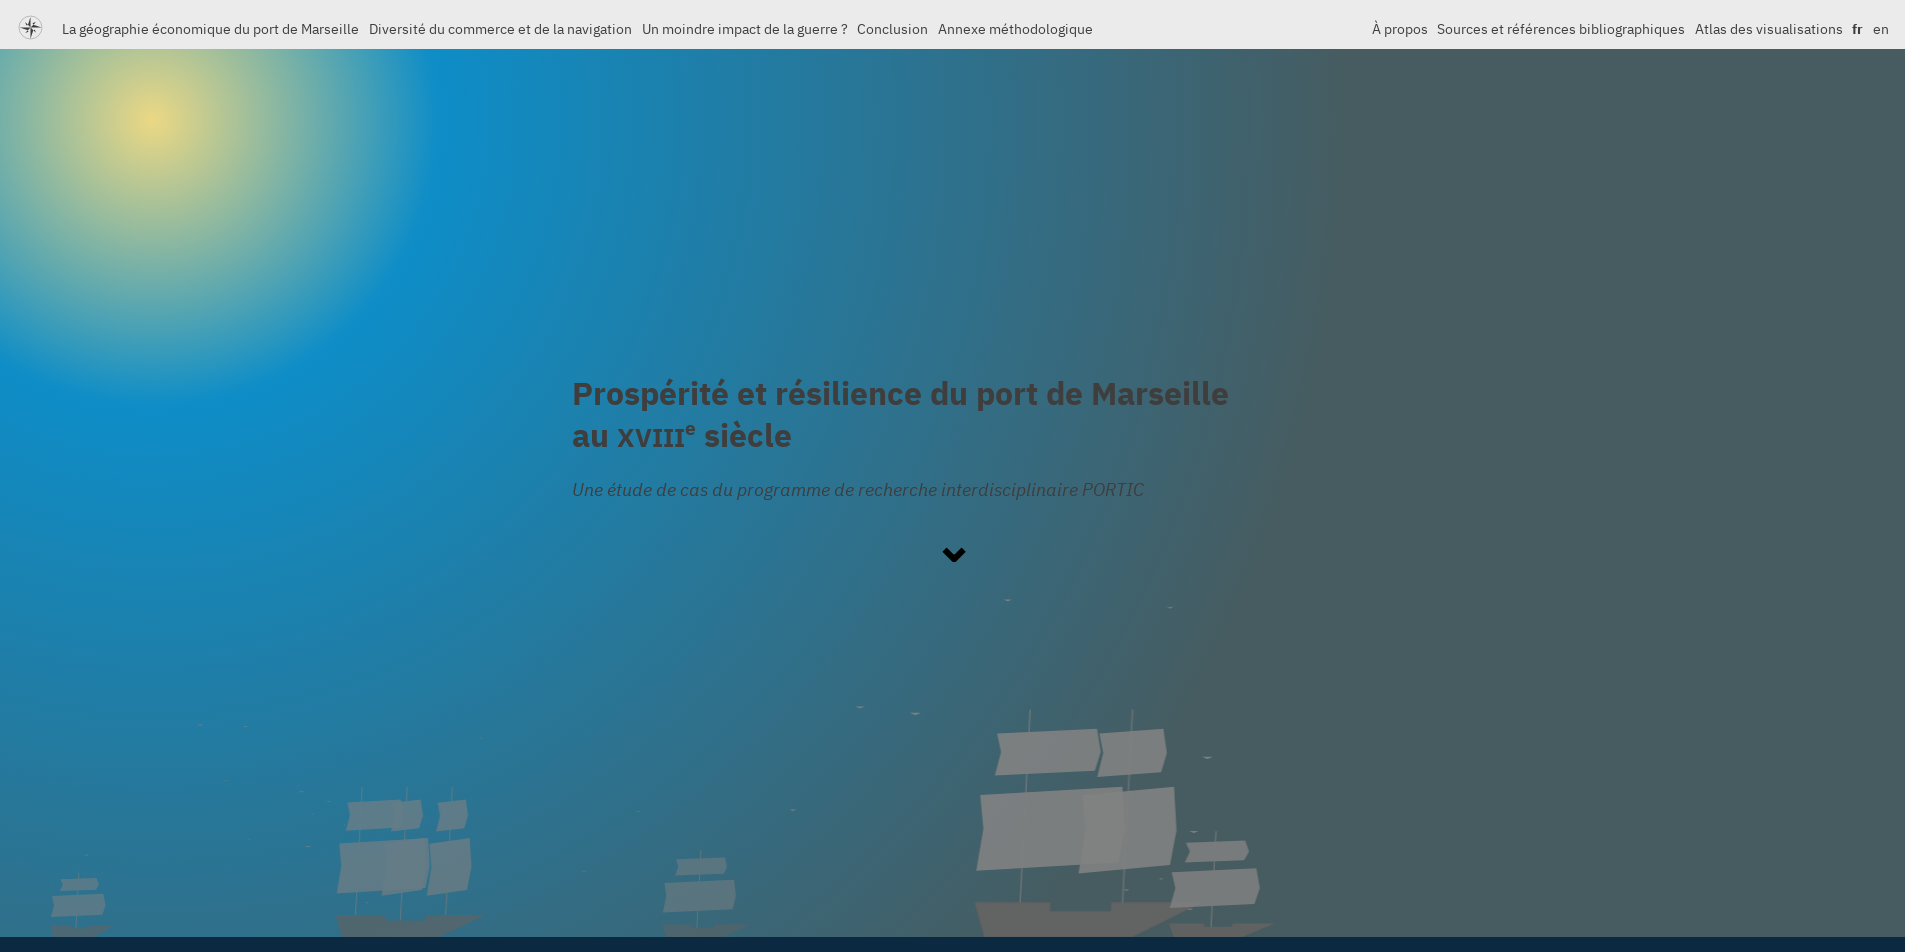 La géographie économique du port de Marseille Diversité du commerce et de la navigation Un moindre impact de la guerre ? Conclusion Annexe méthodologique À propos Sources et références bibliographiques Atlas des visualisations fr en
Prospérité et résilience du port de Marseille
au XVIIIe siècle
Une étude de cas du programme de recherche interdisciplinaire PORTIC